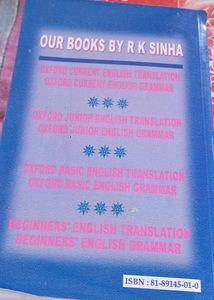 OUR BOOKS BY R K SINHA
OXFORD CURRENT ENGLISH TRANSLATION
OXFORD CURRENT ENGLISH GRAMMAR
OXFORD JUNIOR ENGLISH TRANSLATION
OXFORD JUNIOR ENGLISH GRAMMAR
OXFORD BASIC ENGLISH TRANSLATION
OXFORD BASIC ENGLISH GRAMMAR
BEGINNERS' ENGLISH TRANSLATION
BEGINNERS' ENGLISH GRAMMAR
ISBN : 81-89145-01-0